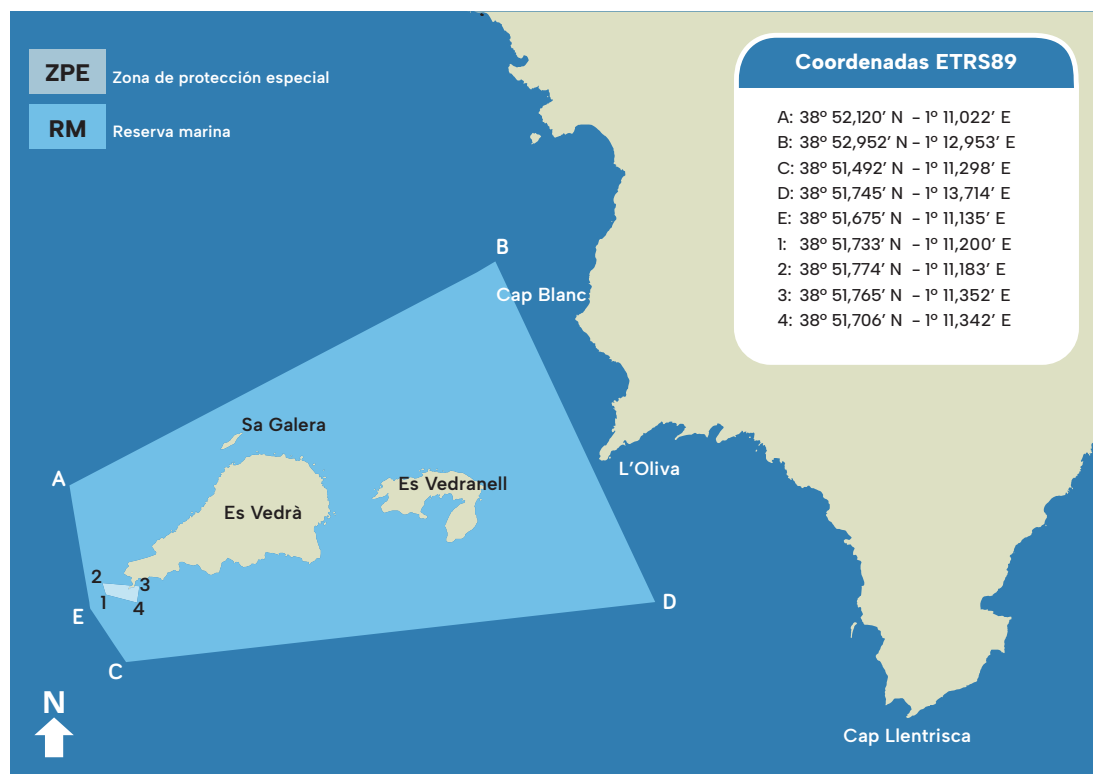 ZPE Zona de protección especial
RM Reserva marina
Coordenadas ETRS89
A: 38º 52,120' N - 1º 11,022' E
B: 38º 52,952' N - 1º 12,953' E
C: 38º 51,492' N - 1º 11,298' E
D: 38º 51,745' N - 1º 13,714' E
E: 38º 51,675' N - 1º 11,135' E
1: 38º 51,733' N - 1º 11,200' E
2: 38º 51,774' N - 1º 11,183' E
3: 38º 51,765' N - 1º 11,352' E
4: 38º 51,706' N - 1º 11,342' E
B
Cap Blanc
Sa Galera
A
Es Vedrà
Es Vedranell
L'Oliva
2
3
1
4
E
D
C
N
Cap Llentrisca